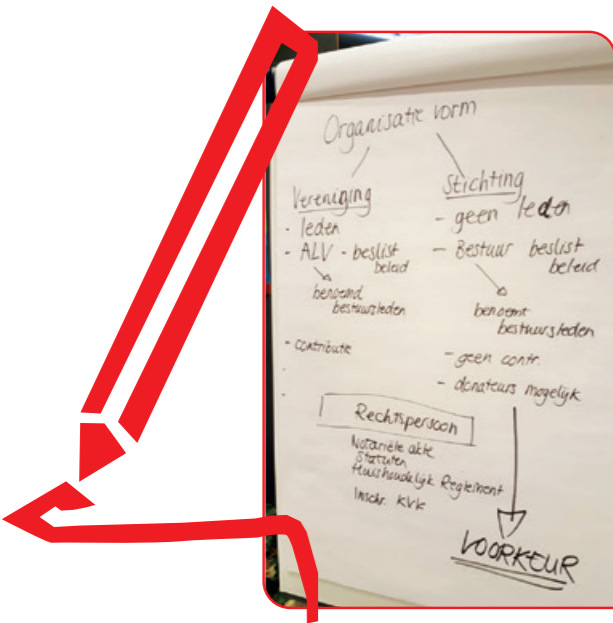 Organisatie vorm
Vereniging
- leden
- ALV - beslist
beleid
benoemd
bestuursleden
- contributie
Stichting
- geen leden
- Bestuur beslist
beleid
benoemt
bestuursleden
- geen contr.
- donateurs mogelijk
Rechtspersoon
Notariële akte
Statuten
Huishoudelijk Reglement
Inschr. KVK
VOORKEUR